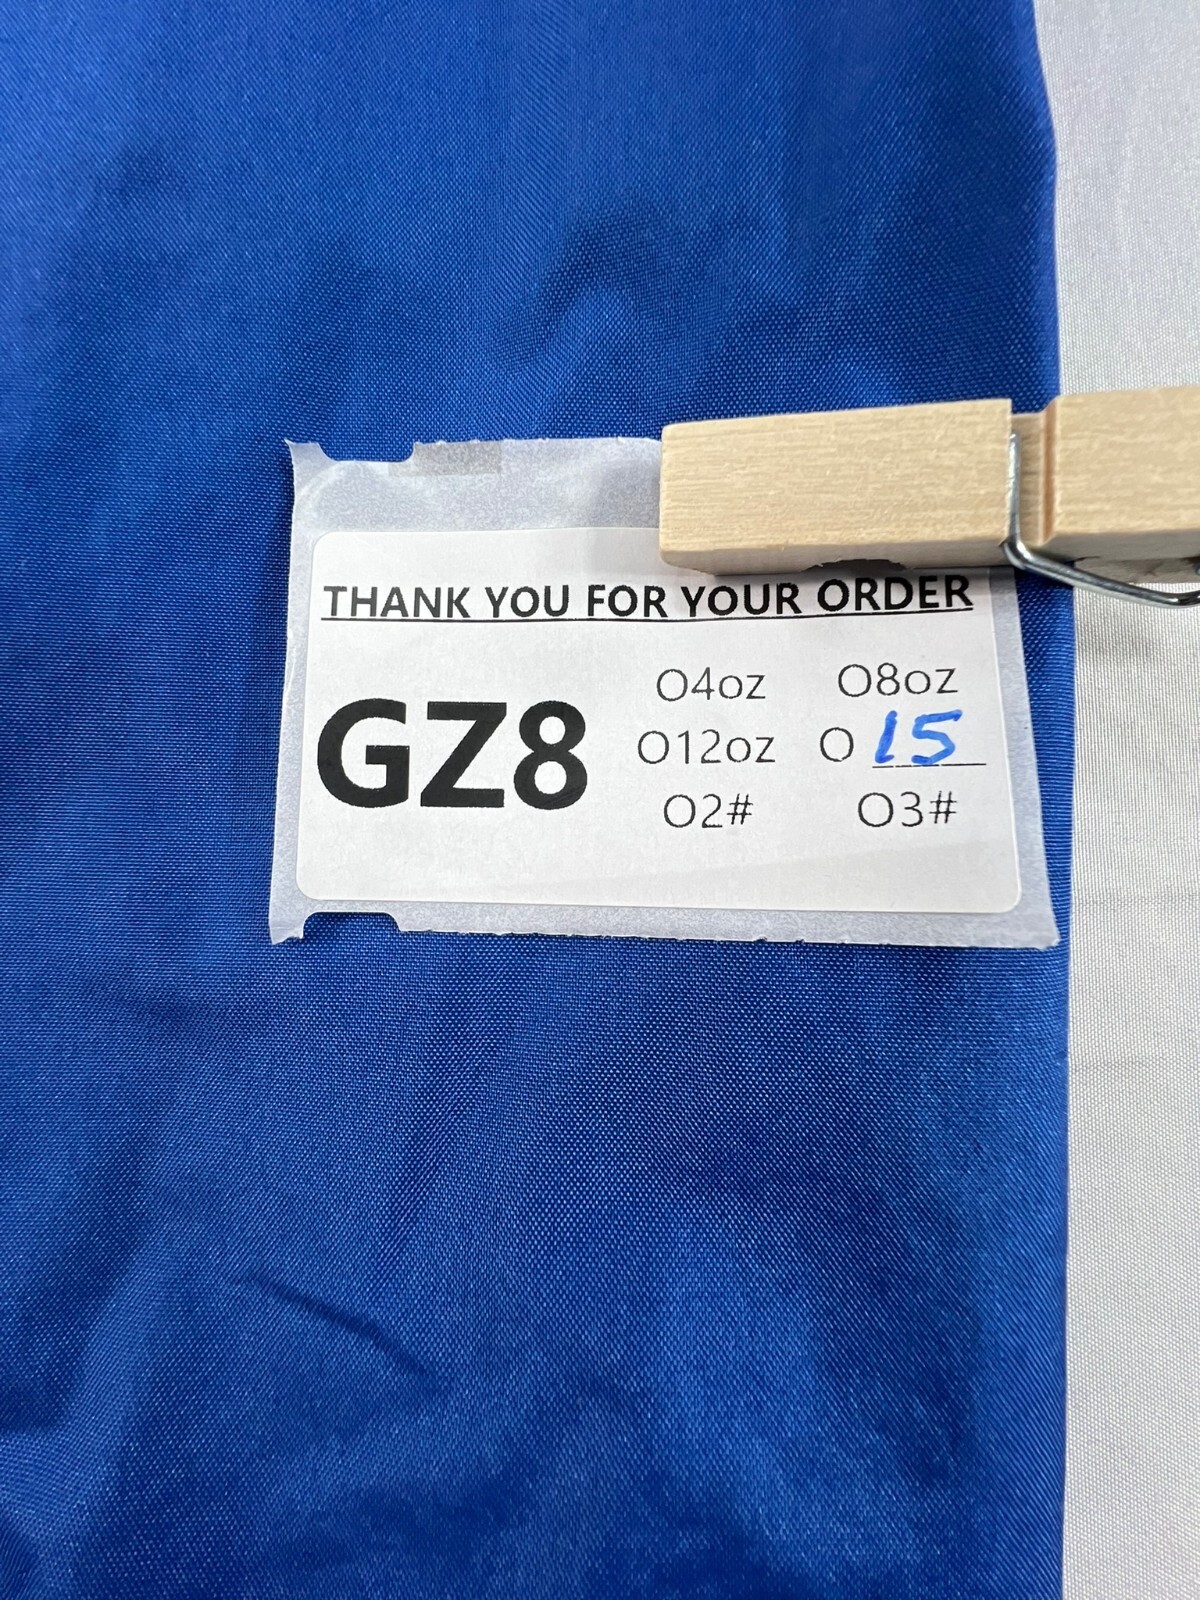 THANK YOU FOR YOUR ORDER
GZ8
O4oz O8oz
O12oz O 15
O2# O3#